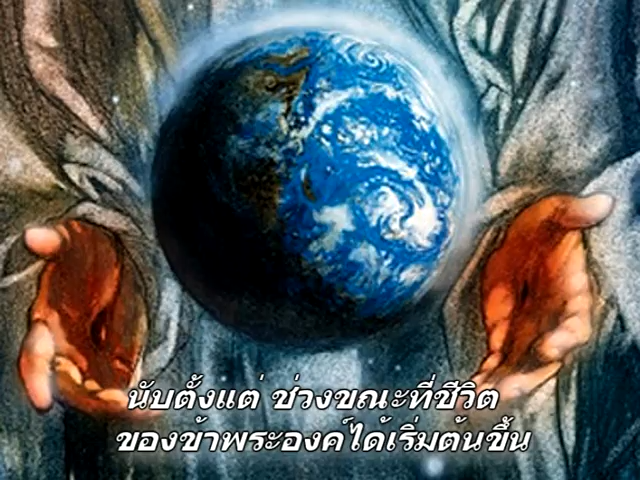 นับตั้งแต่ ช่วงขณะที่ชีวิต
ของข้าพระองค์ได้เริ่มต้นขึ้น